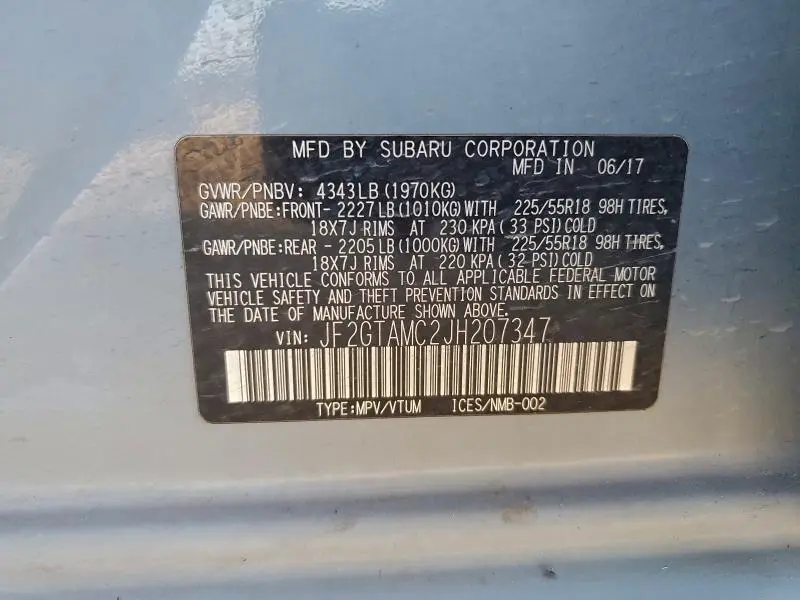 MFD BY SUBARU CORPORATION
MFD IN 06/17
GVWR/PNBV: 4343LB(1970KG)
GAWR/PNBE:FRONT- 2227LB(1010KG)WITH 225/55R18 98H TIRES,
18X7J RIMS AT 230 KPA(33 PSI)COLD
GAWR/PNBE:REAR - 2205LB(1000KG)WITH 225/55R18 98H TIRES,
18X7J RIMS AT 220 KPA(32 PSI)COLD
THIS VEHICLE CONFORMS TO ALL APPLICABLE FEDERAL MOTOR
VEHICLE SAFETY AND THEFT PREVENTION STANDARDS IN EFFECT ON
THE DATE OF MANUFACTURE SHOWN ABOVE.
VIN: JF2GTAMC2JH207347
TYPE:MPV/VTUM ICES/NMB-002